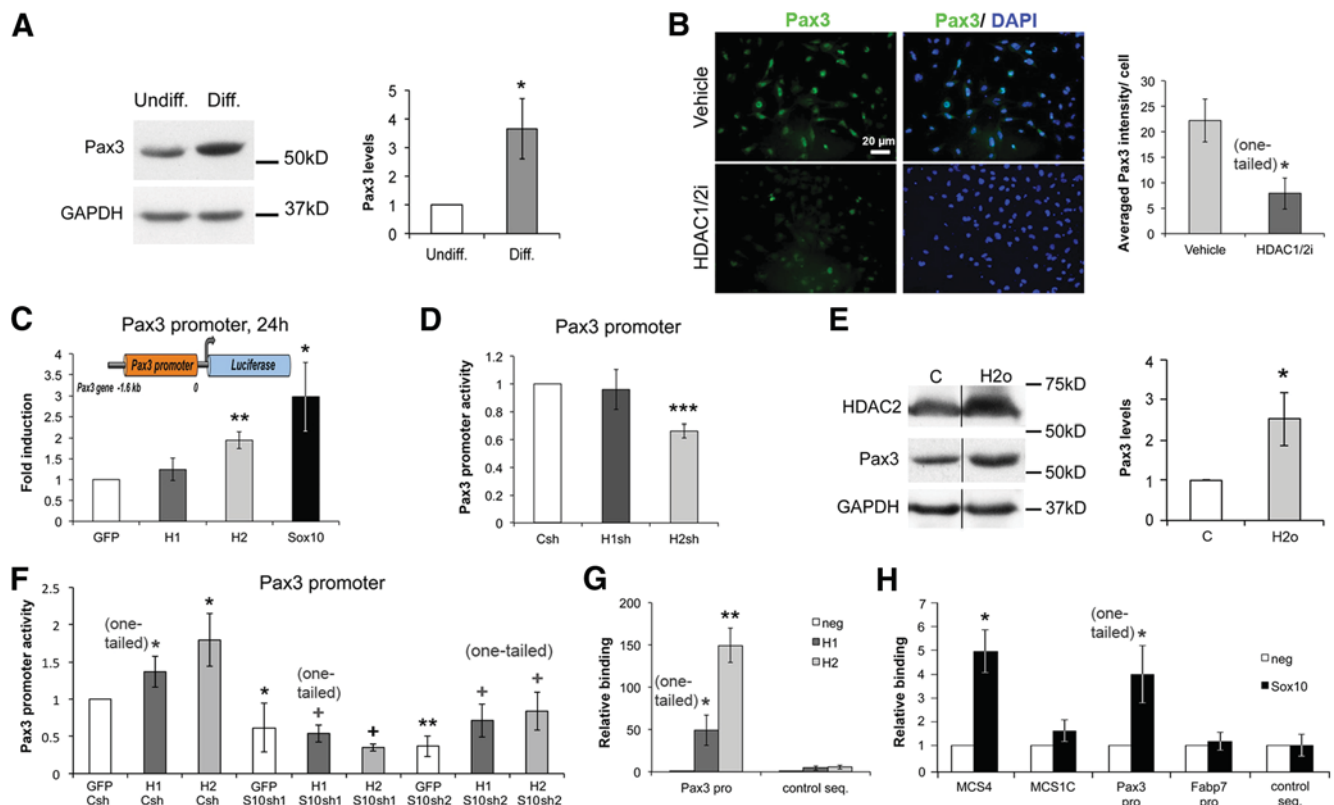 A
Undiff. Diff.
Pax3
50kD
GAPDH
37kD
Pax3 levels
5
4
3
2
1
0
*
Undiff. Diff.
B
Pax3 Pax3/ DAPI
Vehicle
20 µm
HDAC1/2i
Averaged Pax3 intensity/ cell
30
25
20
15
10
5
0
(one-
tailed) *
Vehicle HDAC1/2i
C
Pax3 promoter, 24h
Fold induction
4
3.5
3
2.5
2
1.5
1
0.5
0
Pax3 promoter Luciferase
Pax3 gene -1.6 kb 0
** *
GFP H1 H2 Sox10
D
Pax3 promoter
Pax3 promoter activity
1.2
1
0.8
0.6
0.4
0.2
0
***
Csh H1sh H2sh
E
C H2o
75kD
HDAC2
50kD
Pax3
50kD
GAPDH
37kD
Pax3 levels
4
3
2
1
0
*
C H2o
F
Pax3 promoter
Pax3 promoter activity
2.5
2
1.5
1
0.5
0
(one-
tailed) *
*
*
(one-
tailed)
+
+
**
(one-tailed)
+ +
GFP H1 H2 GFP H1 H2 GFP H1 H2
Csh Csh Csh S10sh1 S10sh1 S10sh1 S10sh2 S10sh2 S10sh2
G
Relative binding
200
150
100
50
0
(one-
tailed) *
**
neg
H1
H2
Pax3 pro control seq.
H
Relative binding
7
6
5
4
3
2
1
0
*
(one-
tailed) *
neg
Sox10
MCS4 MCS1C Pax3 Fabp7 control
pro pro seq.